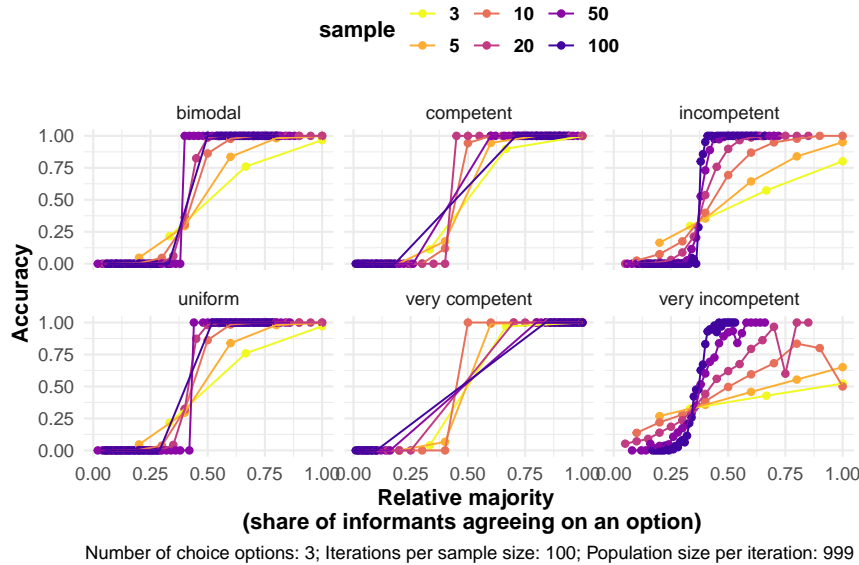 sample
3 10 50
5 20 100
bimodal competent incompetent
1.00
0.75
0.50
0.25
0.00
uniform very competent very incompetent
1.00
0.75
0.50
0.25
0.00
0.00 0.25 0.50 0.75 1.00 0.00 0.25 0.50 0.75 1.00 0.00 0.25 0.50 0.75 1.00
Accuracy
Relative majority
(share of informants agreeing on an option)
Number of choice options: 3; Iterations per sample size: 100; Population size per iteration: 999